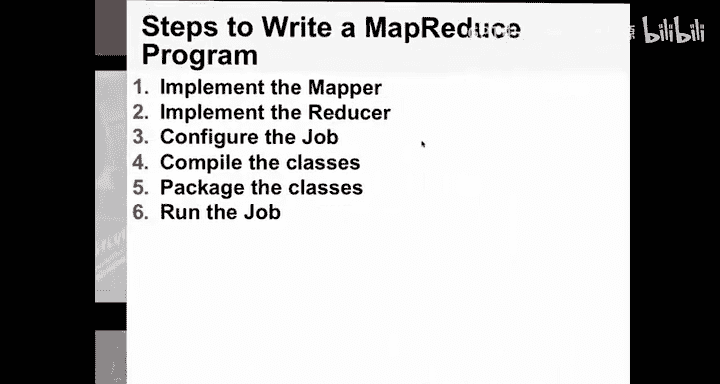 Steps to Write a MapReduce
Program
1. Implement the Mapper
2. Implement the Reducer
3. Configure the Job
4. Compile the classes
5. Package the classes
6. Run the Job
bilibili